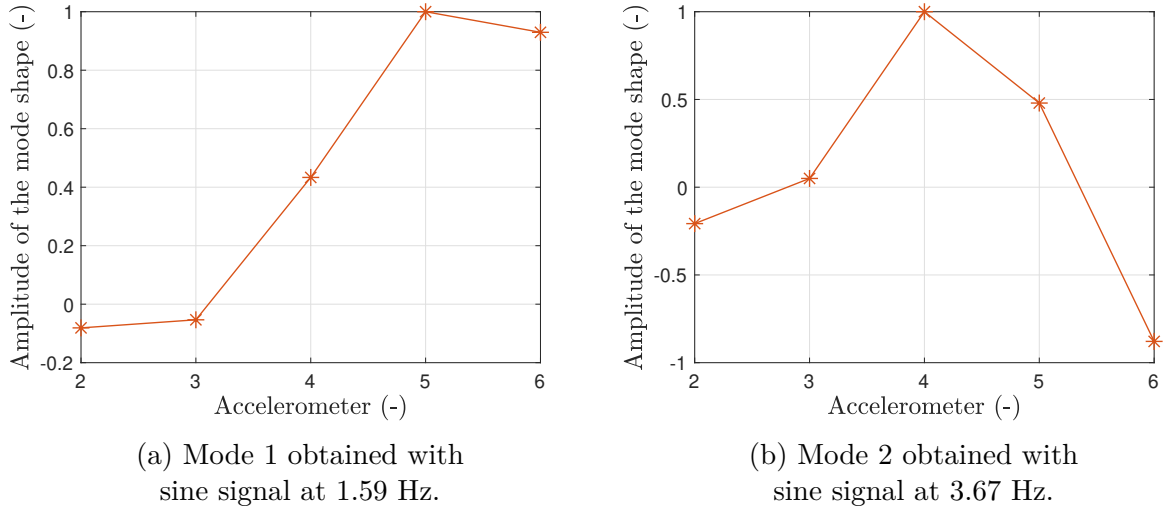 Amplitude of the mode shape (-)
1
0.8
0.6
0.4
0.2
0
-0.2
2 3 4 5 6
Accelerometer (-)
(a) Mode 1 obtained with
sine signal at 1.59 Hz.
Amplitude of the mode shape (-)
1
0.5
0
-0.5
-1
2 3 4 5 6
Accelerometer (-)
(b) Mode 2 obtained with
sine signal at 3.67 Hz.